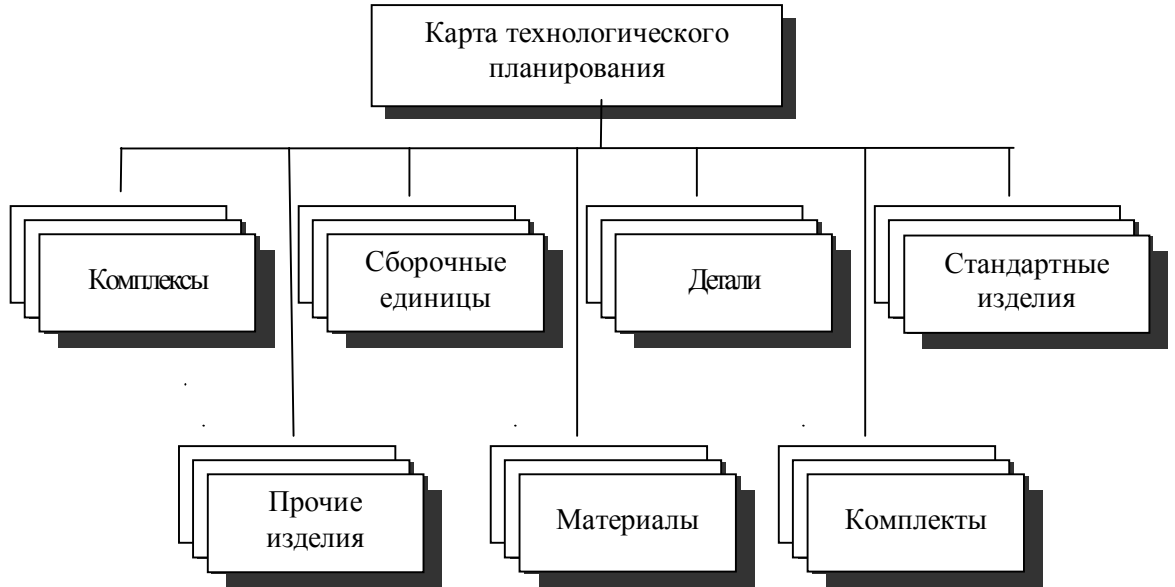 Карта технологического
планирования
Комплексы
Сборочные
единицы
Детали
Стандартные
изделия
Прочие
изделия
Материалы
Комплекты